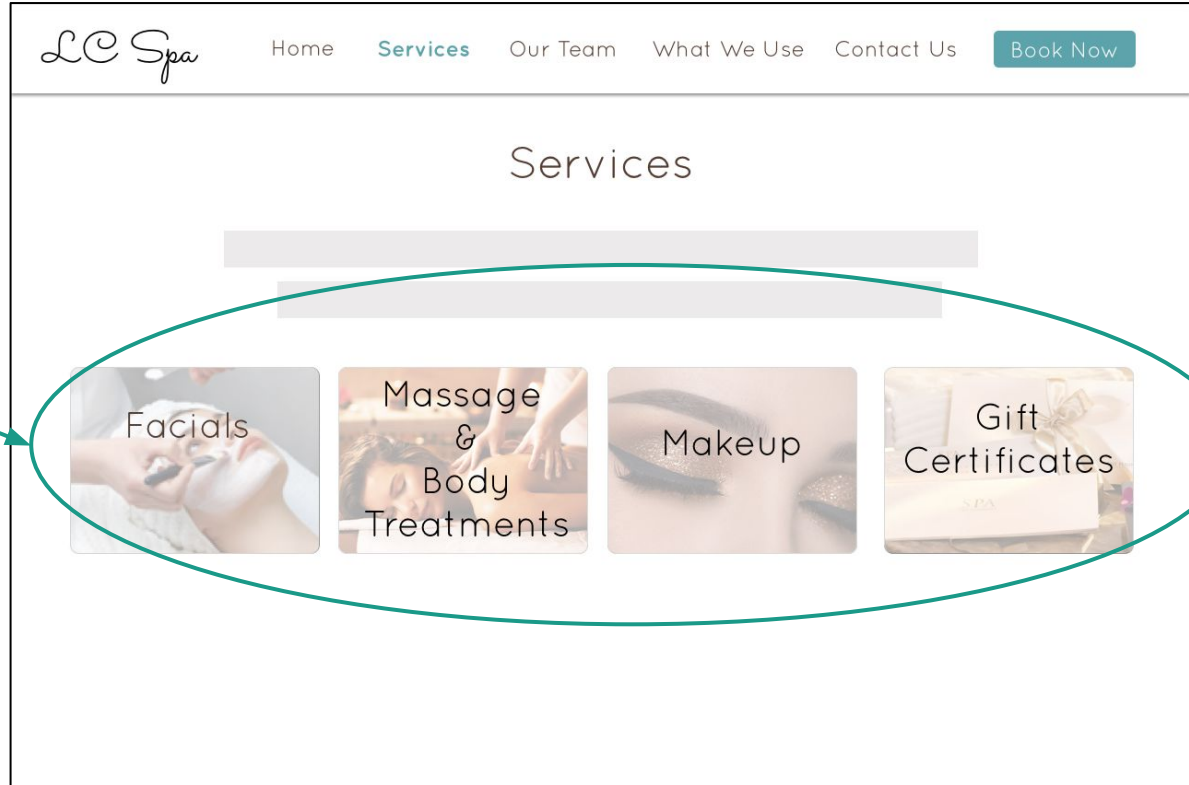 LC Spa
Home Services Our Team What We Use Contact Us Book Now
Services
Facials
Massage
&
Body
Treatments
Makeup
Gift
Certificates
SPA